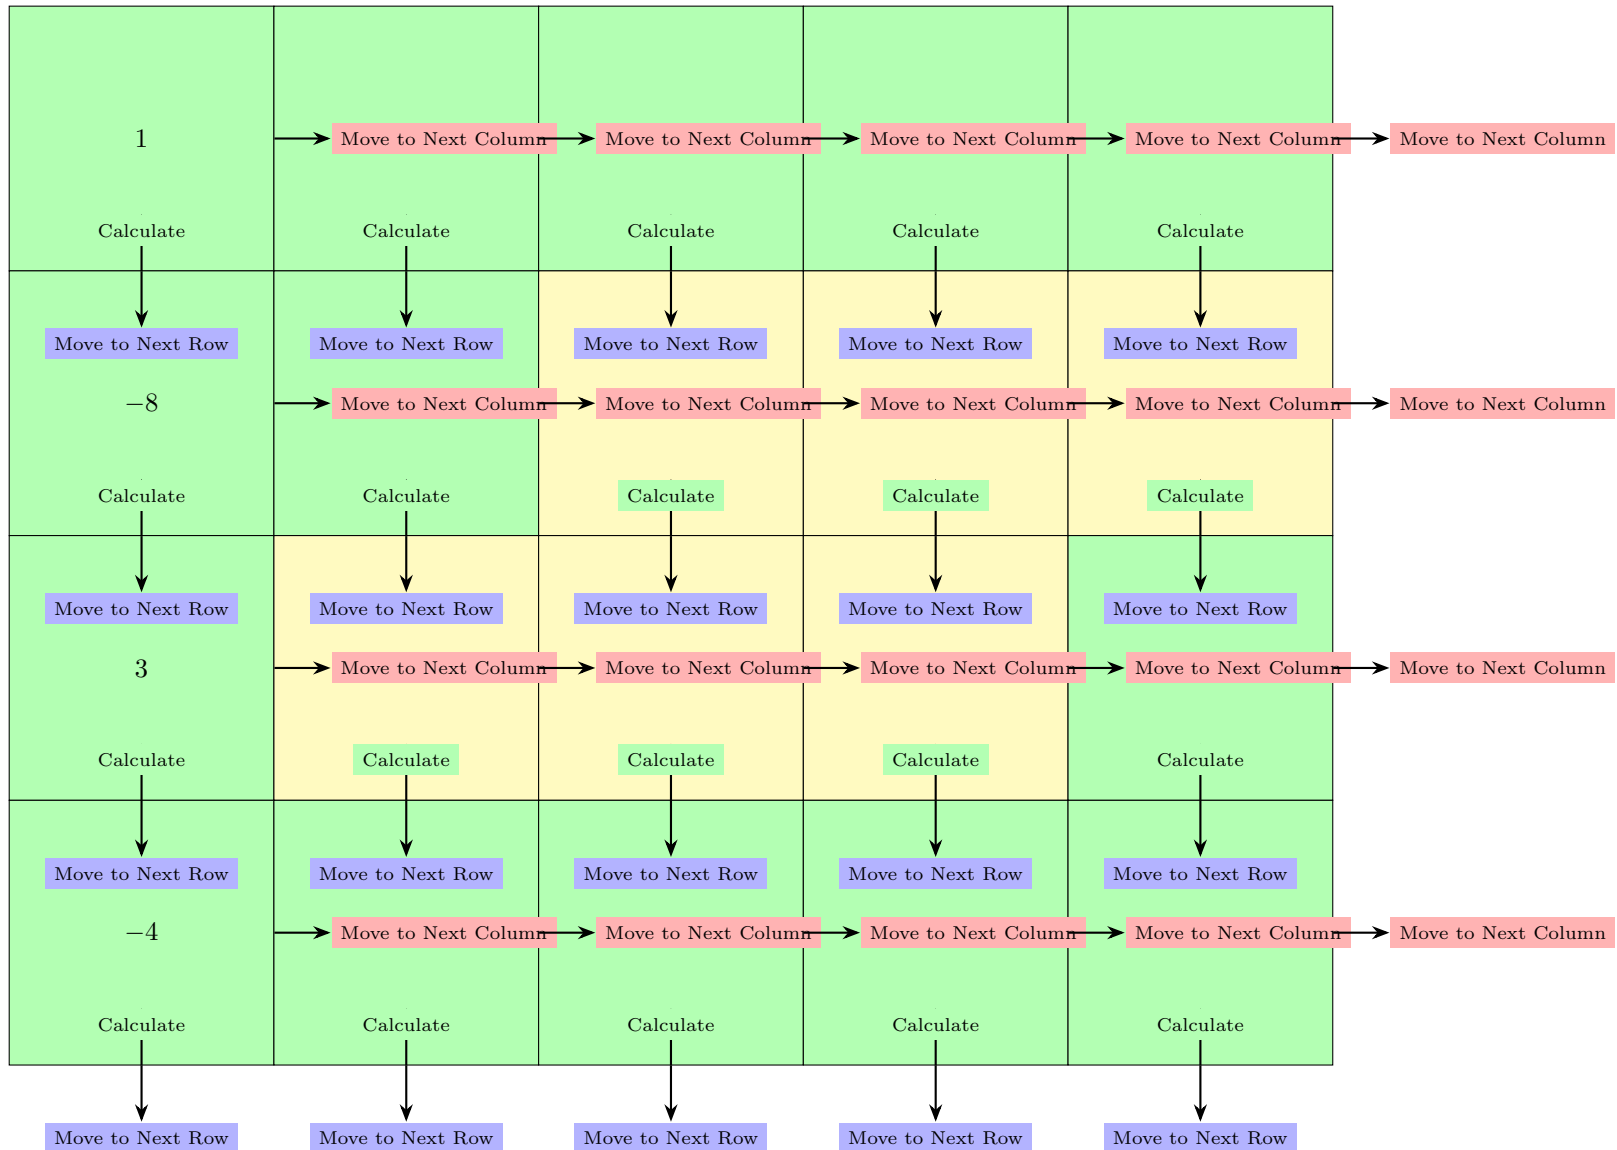 1 Move to Next Column Move to Next Column Move to Next Column Move to Next Column Move to Next Column
Calculate Calculate Calculate Calculate Calculate
Move to Next Row Move to Next Row Move to Next Row Move to Next Row Move to Next Row
−8 Move to Next Column Move to Next Column Move to Next Column Move to Next Column Move to Next Column
Calculate Calculate Calculate Calculate Calculate
Move to Next Row Move to Next Row Move to Next Row Move to Next Row Move to Next Row
3 Move to Next Column Move to Next Column Move to Next Column Move to Next Column Move to Next Column
Calculate Calculate Calculate Calculate Calculate
Move to Next Row Move to Next Row Move to Next Row Move to Next Row Move to Next Row
−4 Move to Next Column Move to Next Column Move to Next Column Move to Next Column Move to Next Column
Calculate Calculate Calculate Calculate Calculate
Move to Next Row Move to Next Row Move to Next Row Move to Next Row Move to Next Row